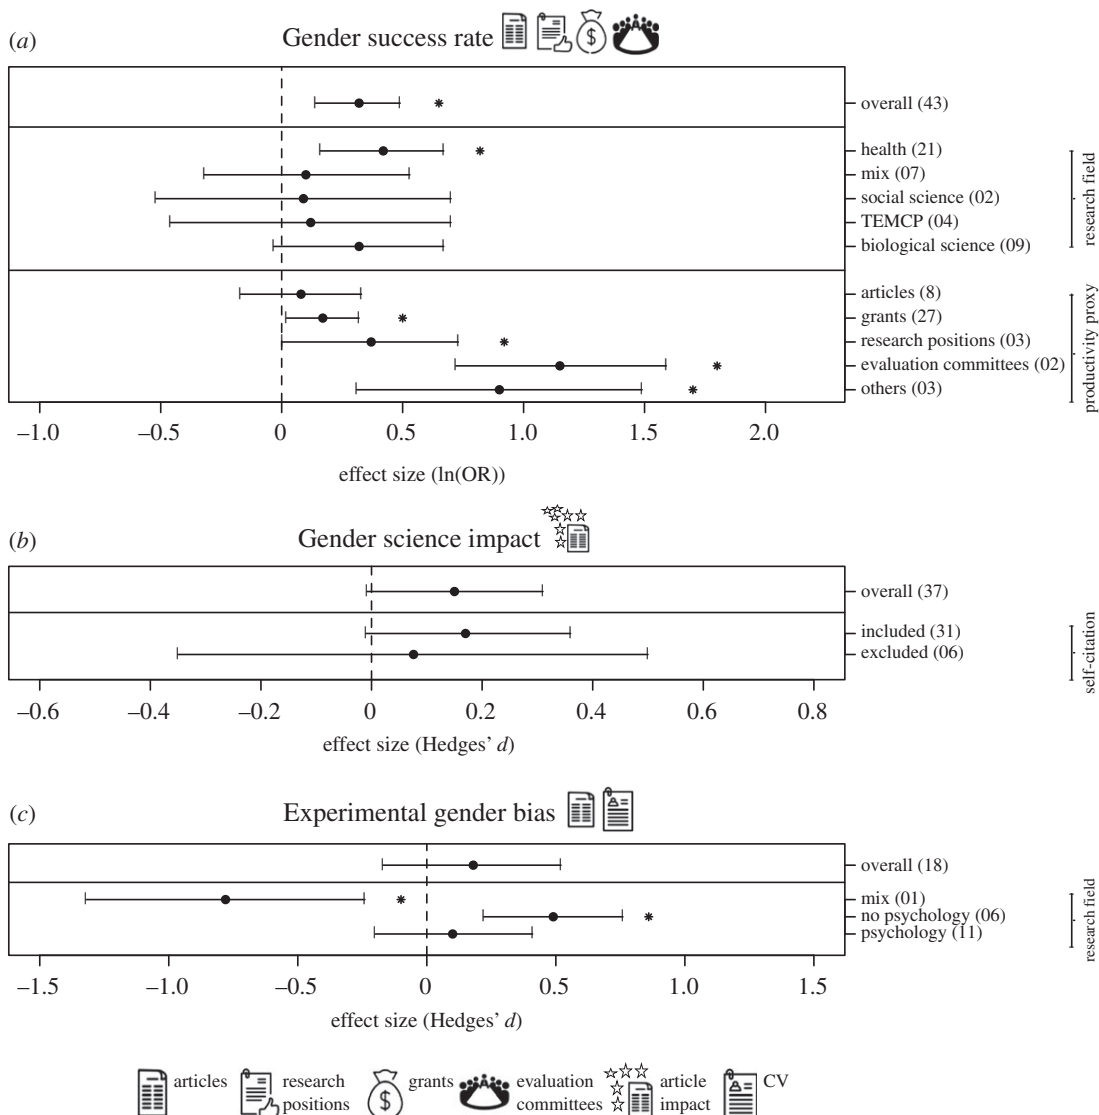 (a)
Gender success rate
overall (43)
health (21)
mix (07)
social science (02)
TEMCP (04)
biological science (09)
research field
articles (8)
grants (27)
research positions (03)
evaluation committees (02)
others (03)
productivity proxy
–1.0 –0.5 0 0.5 1.0 1.5 2.0
effect size (ln(OR))
(b)
Gender science impact
overall (37)
included (31)
excluded (06)
self-citation
–0.6 –0.4 –0.2 0 0.2 0.4 0.6 0.8
effect size (Hedges’ d)
(c)
Experimental gender bias
overall (18)
mix (01)
no psychology (06)
psychology (11)
research field
–1.5 –1.0 –0.5 0 0.5 1.0 1.5
effect size (Hedges’ d)
articles
research
positions
grants
evaluation
committees
article
impact
CV